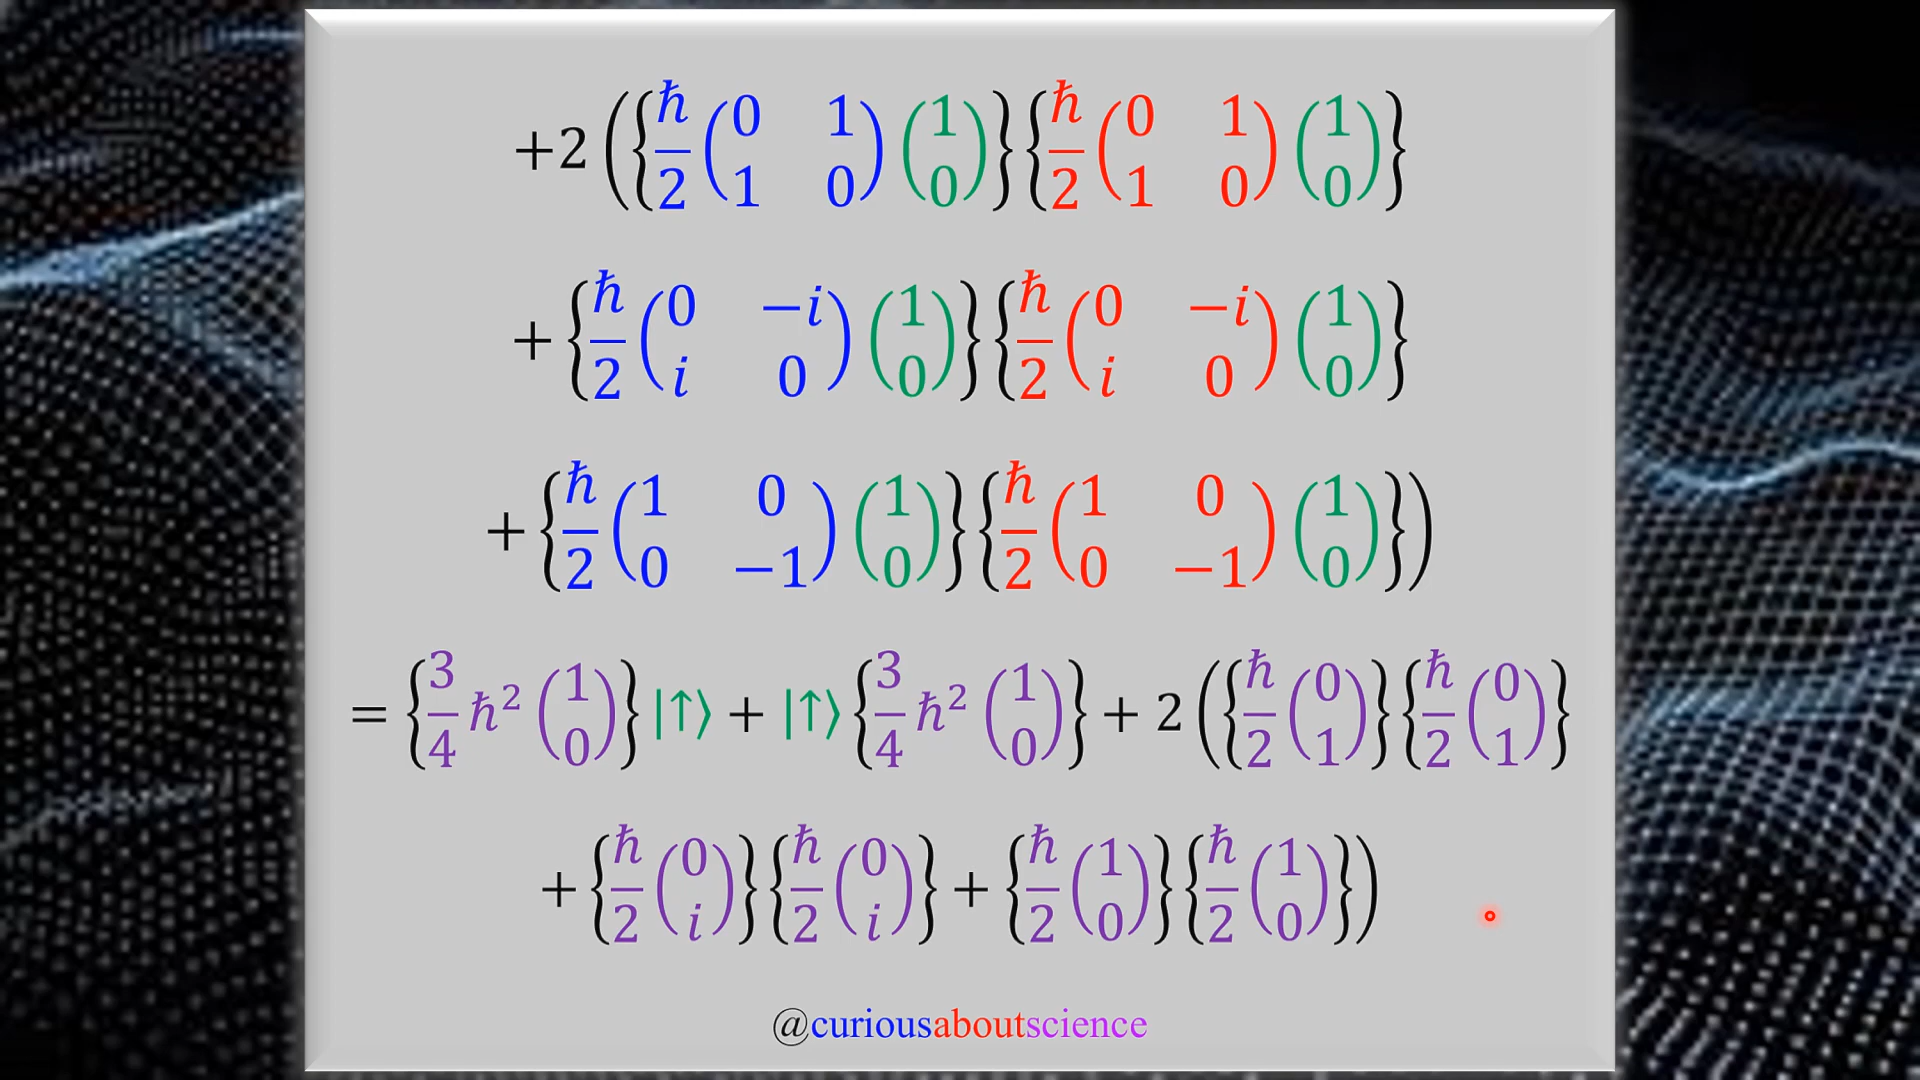 +2 ({ħ/2 (0 1; 1 0) (1; 0)} {ħ/2 (0 1; 1 0) (1; 0)}
+ {ħ/2 (0 −i; i 0) (1; 0)} {ħ/2 (0 −i; i 0) (1; 0)}
+ {ħ/2 (1 0; 0 −1) (1; 0)} {ħ/2 (1 0; 0 −1) (1; 0)})
= {3/4 ħ² (1; 0)} |↑⟩ + |↑⟩ {3/4 ħ² (1; 0)} + 2 ({ħ/2 (0; 1)} {ħ/2 (0; 1)}
+ {ħ/2 (0; i)} {ħ/2 (0; i)} + {ħ/2 (1; 0)} {ħ/2 (1; 0)})
@curiousaboutscience